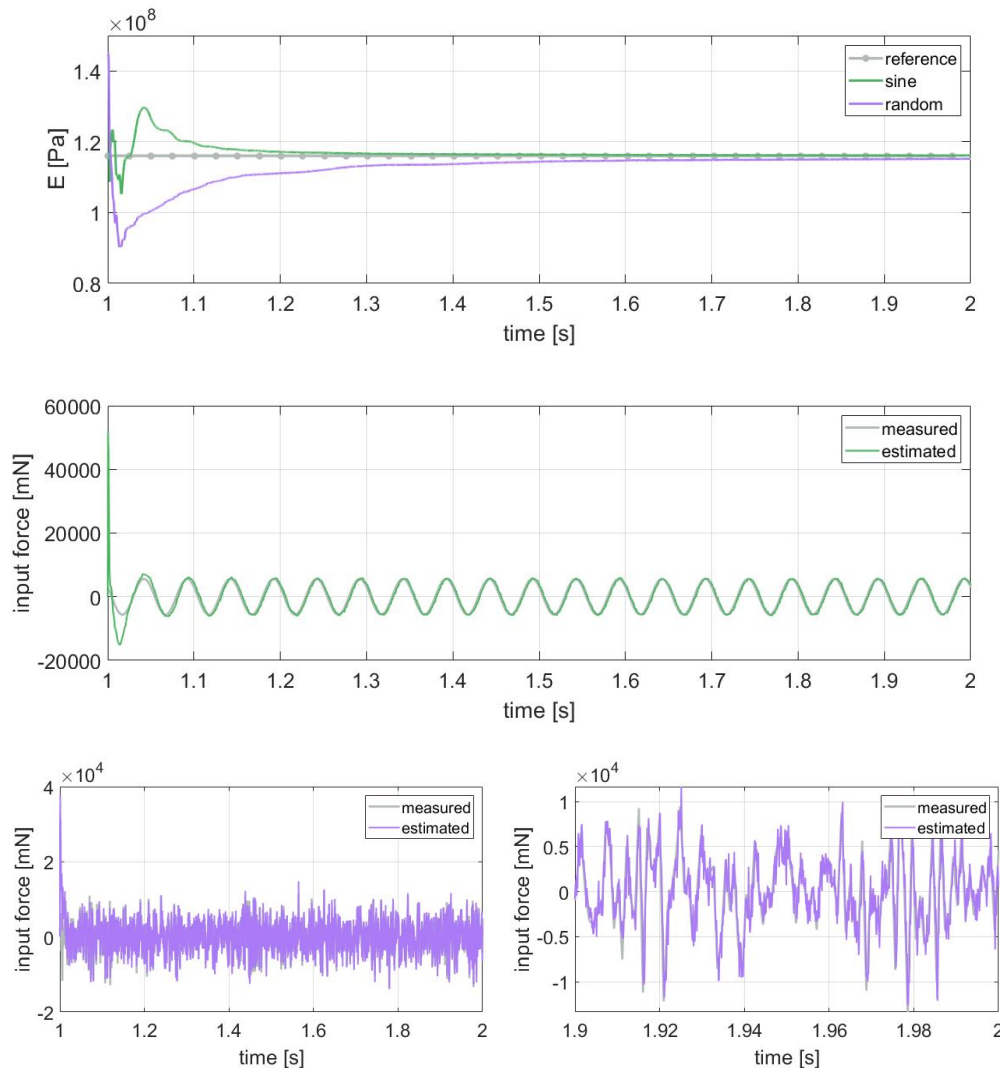 ×10^8
1.4
1.2
1
0.8
E [Pa]
reference
sine
random
1 1.1 1.2 1.3 1.4 1.5 1.6 1.7 1.8 1.9 2
time [s]
60000
40000
20000
0
-20000
input force [mN]
measured
estimated
1 1.1 1.2 1.3 1.4 1.5 1.6 1.7 1.8 1.9 2
time [s]
×10^4
4
2
0
-2
input force [mN]
measured
estimated
1 1.2 1.4 1.6 1.8 2
time [s]
×10^4
1
0.5
0
-0.5
-1
input force [mN]
measured
estimated
1.9 1.92 1.94 1.96 1.98 2
time [s]